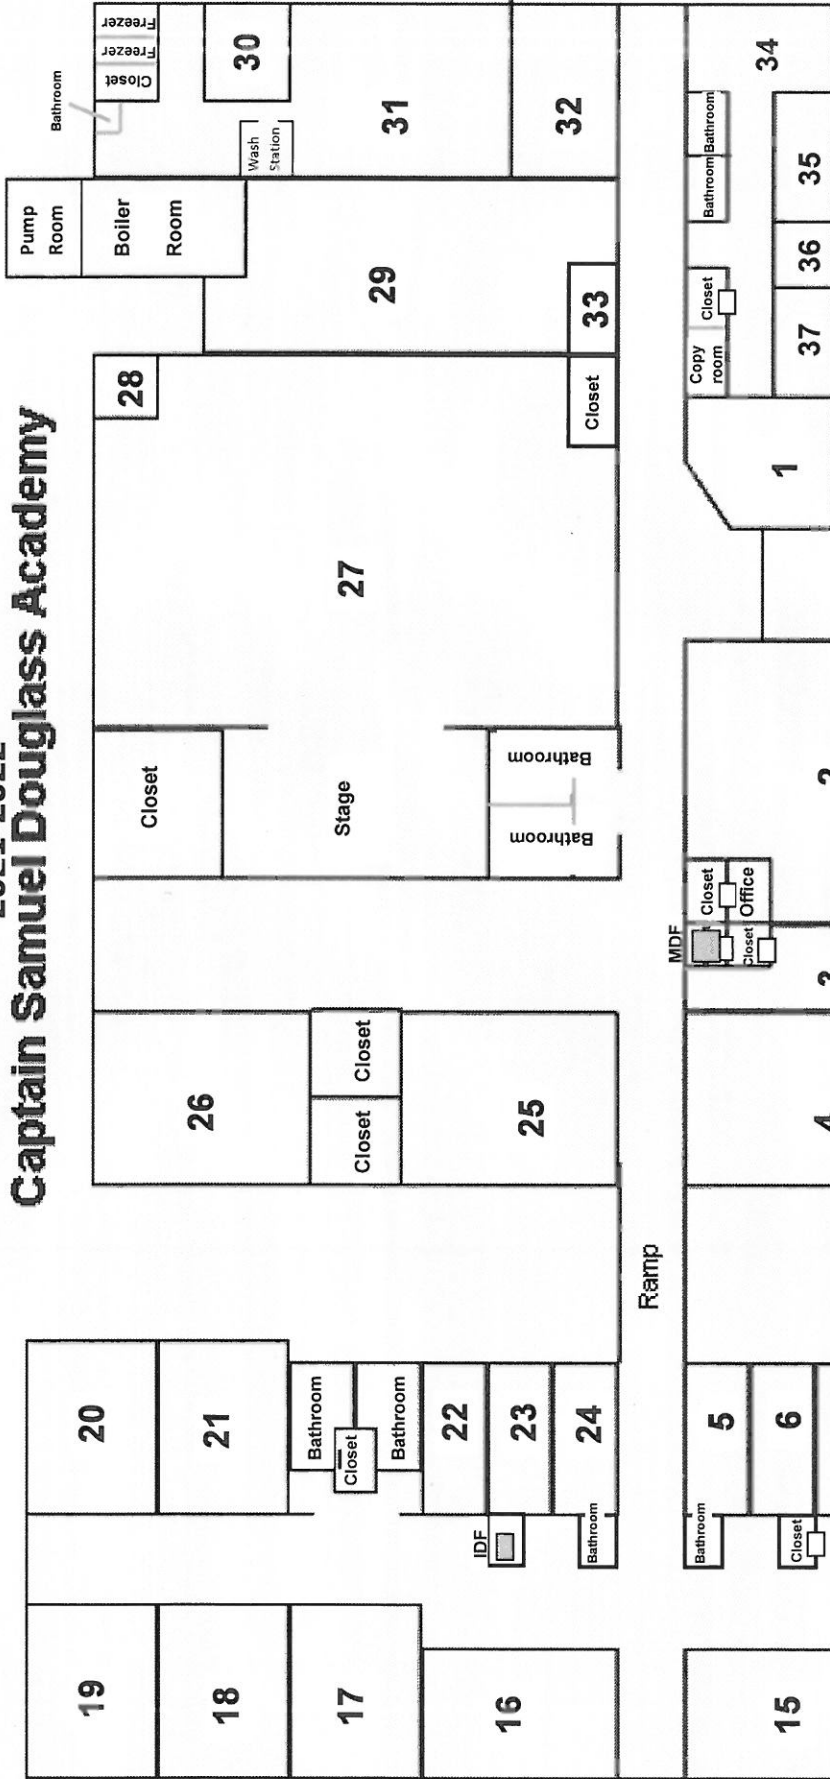 Captain Samuel Douglass Academy
19
20
18
21
17
Bathroom
Closet
Bathroom
16
22
IDF
23
Bathroom
24
26
Closet
Closet
25
Closet
Stage
Bathroom
Bathroom
27
28
Closet
33
29
Pump
Room
Boiler
Room
Bathroom
Closet
Freezer
Freezer
30
Wash
Station
31
32
Ramp
15
Bathroom
5
Closet
6
4
MDF
Closet
Closet
Office
1
Copy
room
Closet
37
36
Bathroom
Bathroom
35
34